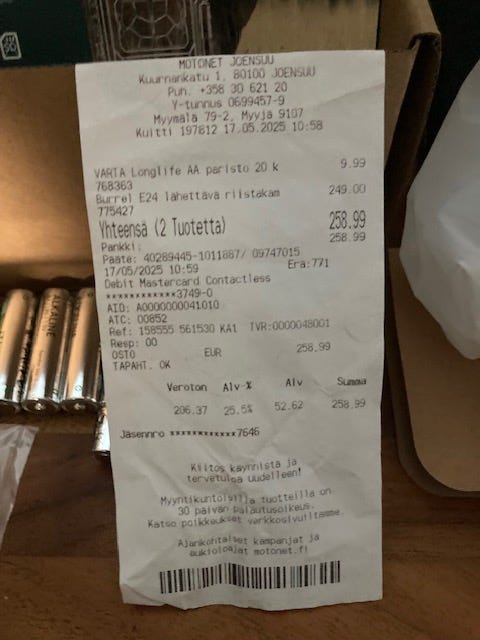 MOTONET JOENSUU
Kuurnankatu 1, 80100 JOENSUU
Puh. +358 30 621 20
Y-tunnus 0699457-9
Myymälä 79-2, Myyjä 9107
Kuitti 197812 17.05.2025 10:58
VARTA Longlife AA paristo 20 k 9.99
768363
Burrel E24 lähettävä riistakam 249.00
775427
Yhteensä (2 Tuotetta) 258.99
Pankki: 258.99
Pääte: 40289445-1011887/ 09747015
17/05/2025 10:59 Erä:771
Debit Mastercard Contactless
************3749-0
AID: A0000000041010
ATC: 00852
Ref: 158555 561530 KA1 TVR:0000048001
Resp: 00
OSTO EUR 258.99
TAPAHT. OK
Veroton Alv-% Alv Summa
206.37 25.5% 52.62 258.99
Jäsennro ************7646
Kiitos käynnistä ja
tervetuloa uudelleen!
Myyntikuntoisilla tuotteilla on
30 päivän palautusoikeus.
Katso poikkeukset verkkosivuiltamme.
Ajankohtaiset kampanjat ja
aukioloajat motonet.fi
ALKALINE